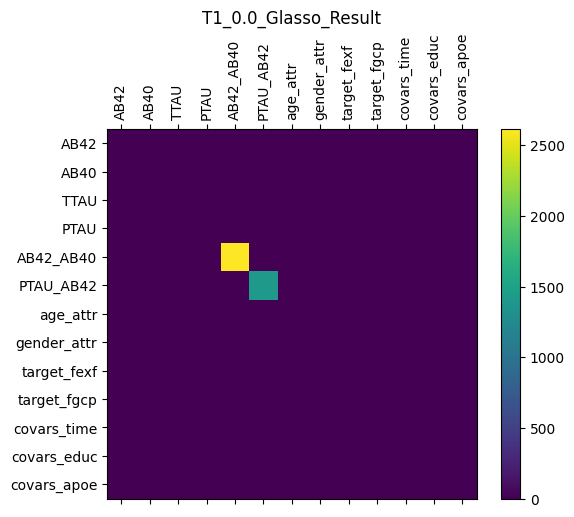 T1_0.0_Glasso_Result
AB42
AB40
TTAU
PTAU
AB42_AB40
PTAU_AB42
age_attr
gender_attr
target_fexf
target_fgcp
covars_time
covars_educ
covars_apoe
AB42
AB40
TTAU
PTAU
AB42_AB40
PTAU_AB42
age_attr
gender_attr
target_fexf
target_fgcp
covars_time
covars_educ
covars_apoe
2500
2000
1500
1000
500
0